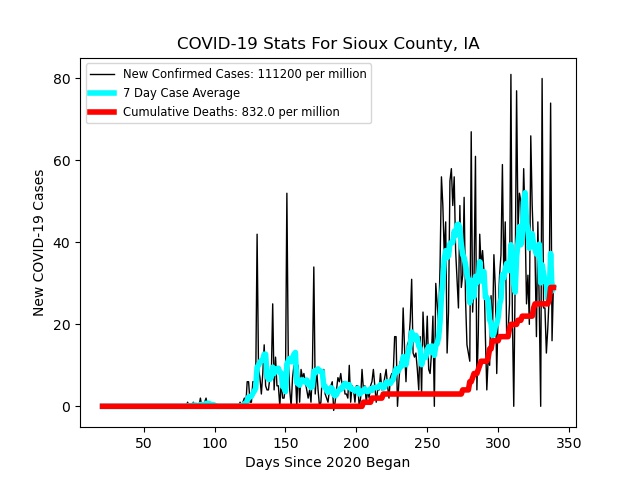 COVID-19 Stats For Sioux County, IA
New Confirmed Cases: 111200 per million
7 Day Case Average
Cumulative Deaths: 832.0 per million
New COVID-19 Cases
80
60
40
20
0
50 100 150 200 250 300 350
Days Since 2020 Began